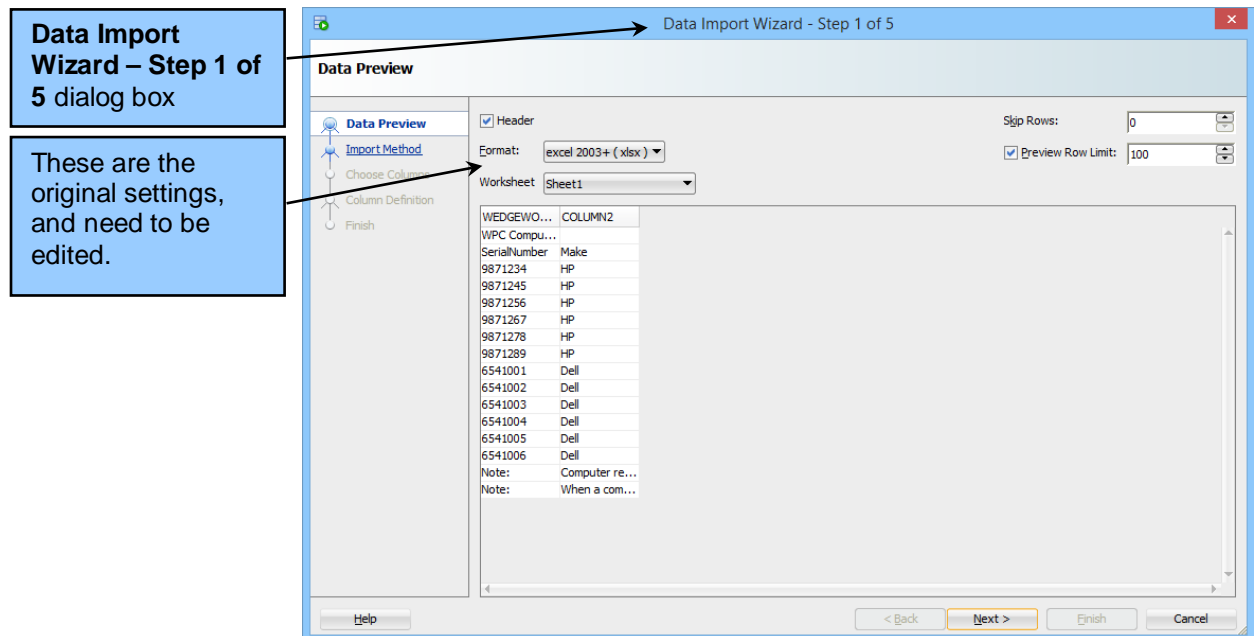 Data Import
Wizard – Step 1 of
5 dialog box
These are the
original settings,
and need to be
edited.
Data Import Wizard - Step 1 of 5
Data Preview
Data Preview
Import Method
Choose Columns
Column Definition
Finish
Header
Skip Rows: 0
Format: excel 2003+ ( xlsx )
Preview Row Limit: 100
Worksheet Sheet1
WEDGEWO... COLUMN2
WPC Compu...
SerialNumber Make
9871234 HP
9871245 HP
9871256 HP
9871267 HP
9871278 HP
9871289 HP
6541001 Dell
6541002 Dell
6541003 Dell
6541004 Dell
6541005 Dell
6541006 Dell
Note: Computer re...
Note: When a com...
Help < Back Next > Finish Cancel